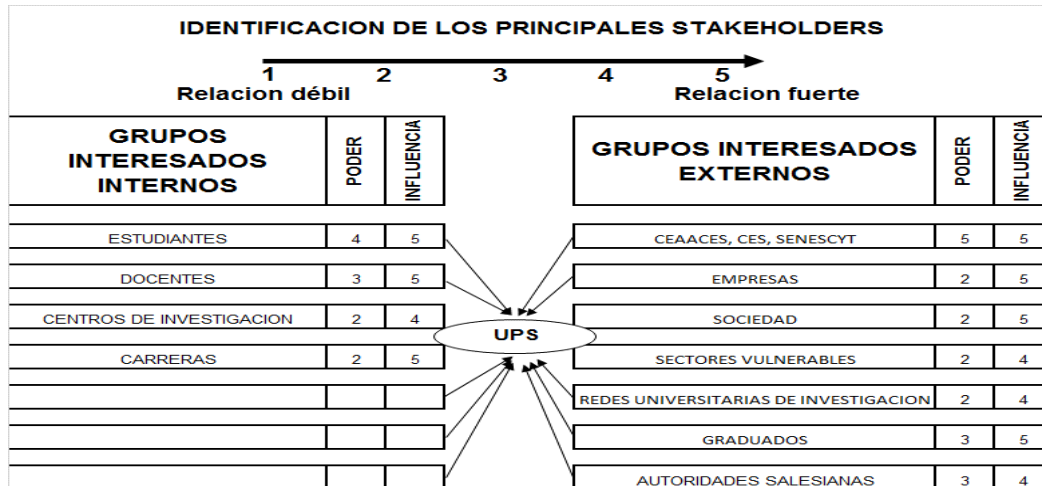 IDENTIFICACION DE LOS PRINCIPALES STAKEHOLDERS
1 2 3 4 5
Relacion débil Relacion fuerte
GRUPOS
INTERESADOS
INTERNOS
PODER
INFLUENCIA
ESTUDIANTES 4 5
DOCENTES 3 5
CENTROS DE INVESTIGACION 2 4
CARRERAS 2 5
UPS
GRUPOS INTERESADOS
EXTERNOS
PODER
INFLUENCIA
CEAACES, CES, SENESCYT 5 5
EMPRESAS 2 5
SOCIEDAD 2 5
SECTORES VULNERABLES 2 4
REDES UNIVERSITARIAS DE INVESTIGACION 2 4
GRADUADOS 3 5
AUTORIDADES SALESIANAS 3 4